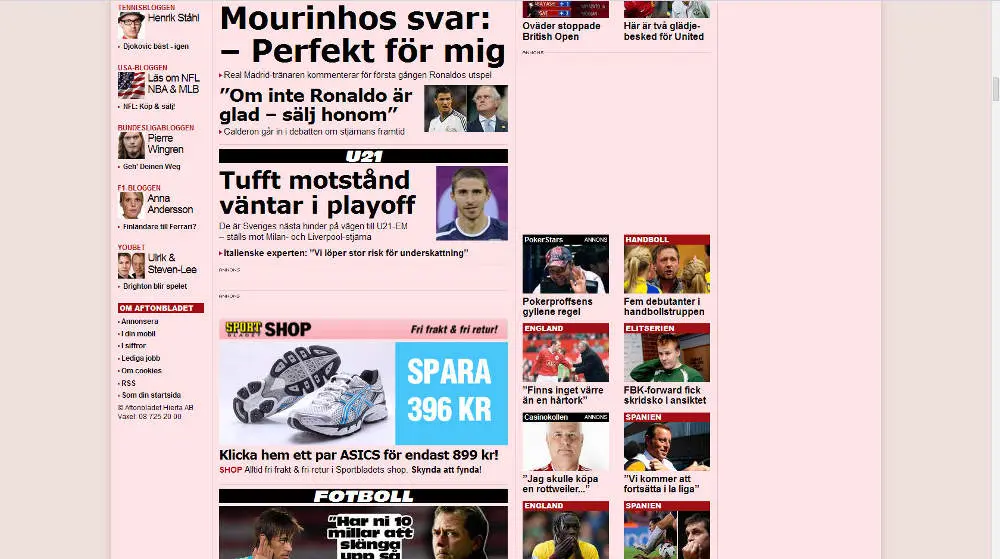 TENNISBLOGGEN
Henrik Ståhl
• Djokovic bäst - igen
USA-BLOGGEN
Läs om NFL
NBA & MLB
• NFL: Köp & sälj!
BUNDESLIGABLOGGEN
Pierre
Wingren
• Geh' Deinen Weg
F1-BLOGGEN
Anna
Andersson
• Finländare till Ferrari?
YOUBET
Ulrik &
Steven-Lee
• Brighton blir spelet
OM AFTONBLADET
• Annonsera
• I din mobil
• I siffror
• Lediga jobb
• Om cookies
• RSS
• Som din startsida
© Aftonbladet Hierta AB
Växel: 08 725 20 00
Mourinhos svar:
– Perfekt för mig
Real Madrid-tränaren kommenterar för första gången Ronaldos utspel
”Om inte Ronaldo är
glad – sälj honom”
Calderon går in i debatten om stjärnans framtid
U21
Tufft motstånd
väntar i playoff
De är Sveriges nästa hinder på vägen till U21-EM
– ställs mot Milan- och Liverpool-stjärna
Italienske experten: ”Vi löper stor risk för underskattning”
ANNONS
ANNONS
SPORT
BLADET SHOP
Fri frakt & fri retur!
SPARA
396 KR
Klicka hem ett par ASICS för endast 899 kr!
SHOP Alltid fri frakt & fri retur i Sportbladets shop. Skynda att fynda!
FOTBOLL
”Har ni 10
millar att
slänga
upp så
Oväder stoppade
British Open
Här är två glädje-
besked för United
ANNONS
PokerStars ANNONS
Pokerproffsens
gyllene regel
HANDBOLL
Fem debutanter i
handbollstruppen
ENGLAND
”Finns inget värre
än en hårtork”
ELITSERIEN
FBK-forward fick
skridsko i ansiktet
Casinokollen ANNONS
”Jag skulle köpa
en rottweiler...”
SPANIEN
”Vi kommer att
fortsätta i la liga”
ENGLAND
SPANIEN